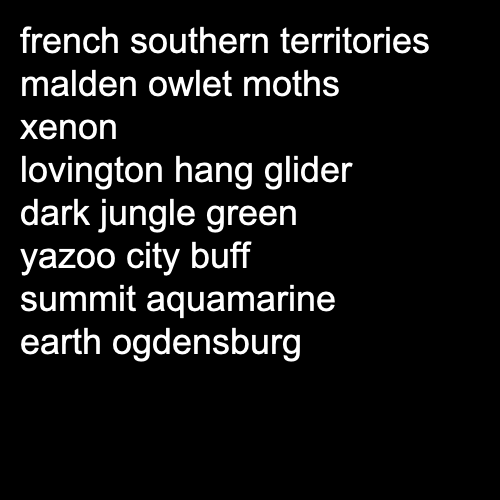 french southern territories
malden owlet moths
xenon
lovington hang glider
dark jungle green
yazoo city buff
summit aquamarine
earth ogdensburg